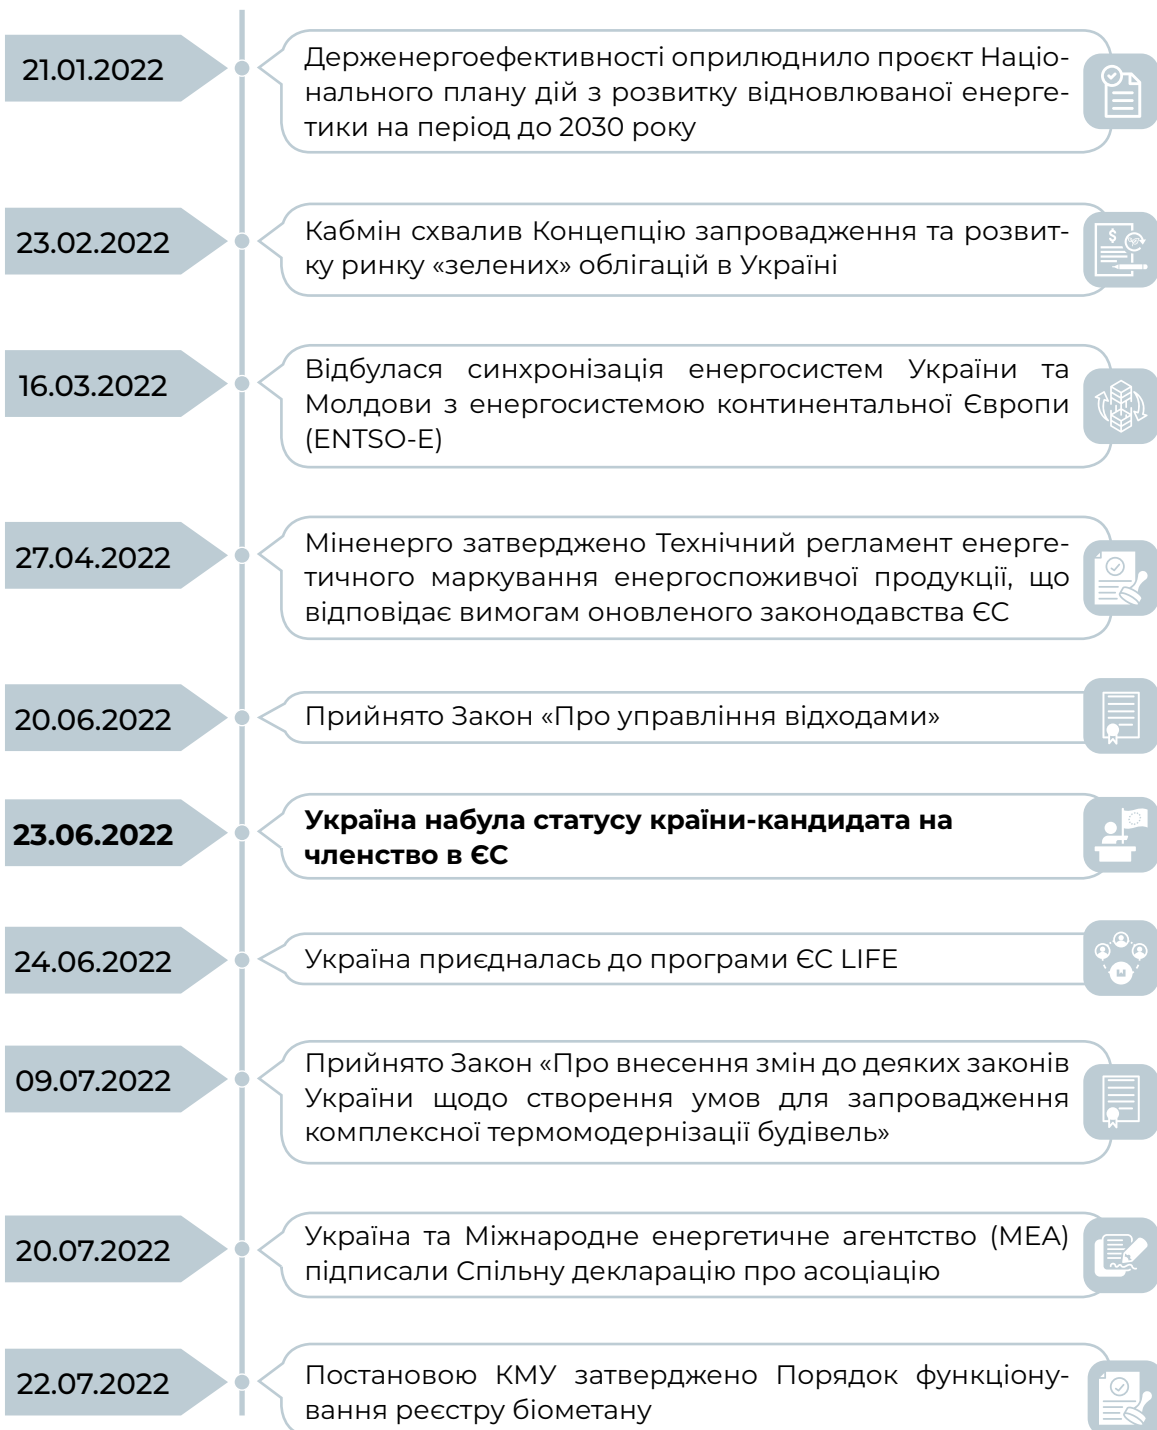 21.01.2022
Держенергоефективності оприлюднило проєкт Націо-
нального плану дій з розвитку відновлюваної енерге-
тики на період до 2030 року
23.02.2022
Кабмін схвалив Концепцію запровадження та розвит-
ку ринку «зелених» облігацій в Україні
16.03.2022
Відбулася синхронізація енергосистем України та
Молдови з енергосистемою континентальної Європи
(ENTSO-E)
27.04.2022
Міненерго затверджено Технічний регламент енерге-
тичного маркування енергоспоживчої продукції, що
відповідає вимогам оновленого законодавства ЄС
20.06.2022
Прийнято Закон «Про управління відходами»
23.06.2022
Україна набула статусу країни-кандидата на
членство в ЄС
24.06.2022
Україна приєдналась до програми ЄС LIFE
09.07.2022
Прийнято Закон «Про внесення змін до деяких законів
України щодо створення умов для запровадження
комплексної термомодернізації будівель»
20.07.2022
Україна та Міжнародне енергетичне агентство (МЕА)
підписали Спільну декларацію про асоціацію
22.07.2022
Постановою КМУ затверджено Порядок функціону-
вання реєстру біометану